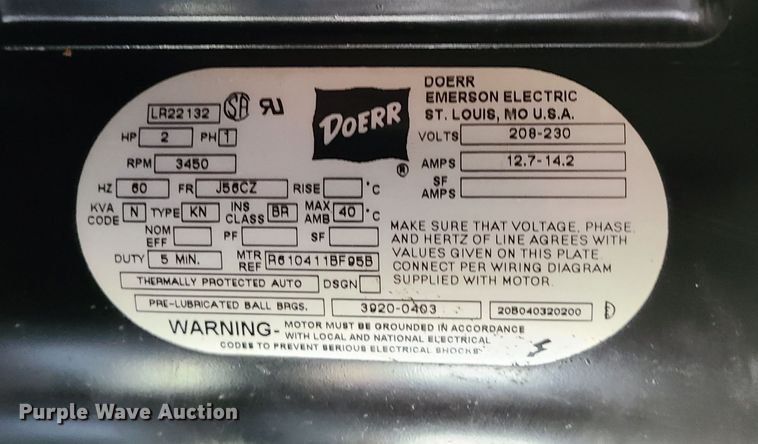 LR22132 SA RU
DOERR
®
DOERR
EMERSON ELECTRIC
ST. LOUIS, MO U.S.A.
HP 2 PH 1
VOLTS 208-230
RPM 3450
AMPS 12.7-14.2
HZ 60 FR J56CZ RISE °C
SF
AMPS
KVA
CODE N TYPE KN INS
CLASS BR MAX
AMB 40 °C
NOM
EFF PF SF
DUTY 5 MIN. MTR
REF R610411BF95B
MAKE SURE THAT VOLTAGE, PHASE,
AND HERTZ OF LINE AGREES WITH
VALUES GIVEN ON THIS PLATE.
CONNECT PER WIRING DIAGRAM
SUPPLIED WITH MOTOR.
THERMALLY PROTECTED AUTO DSGN
PRE-LUBRICATED BALL BRGS. 3920-0403 20B040320200
WARNING- MOTOR MUST BE GROUNDED IN ACCORDANCE
WITH LOCAL AND NATIONAL ELECTRICAL
CODES TO PREVENT SERIOUS ELECTRICAL SHOCKS
Purple Wave Auction